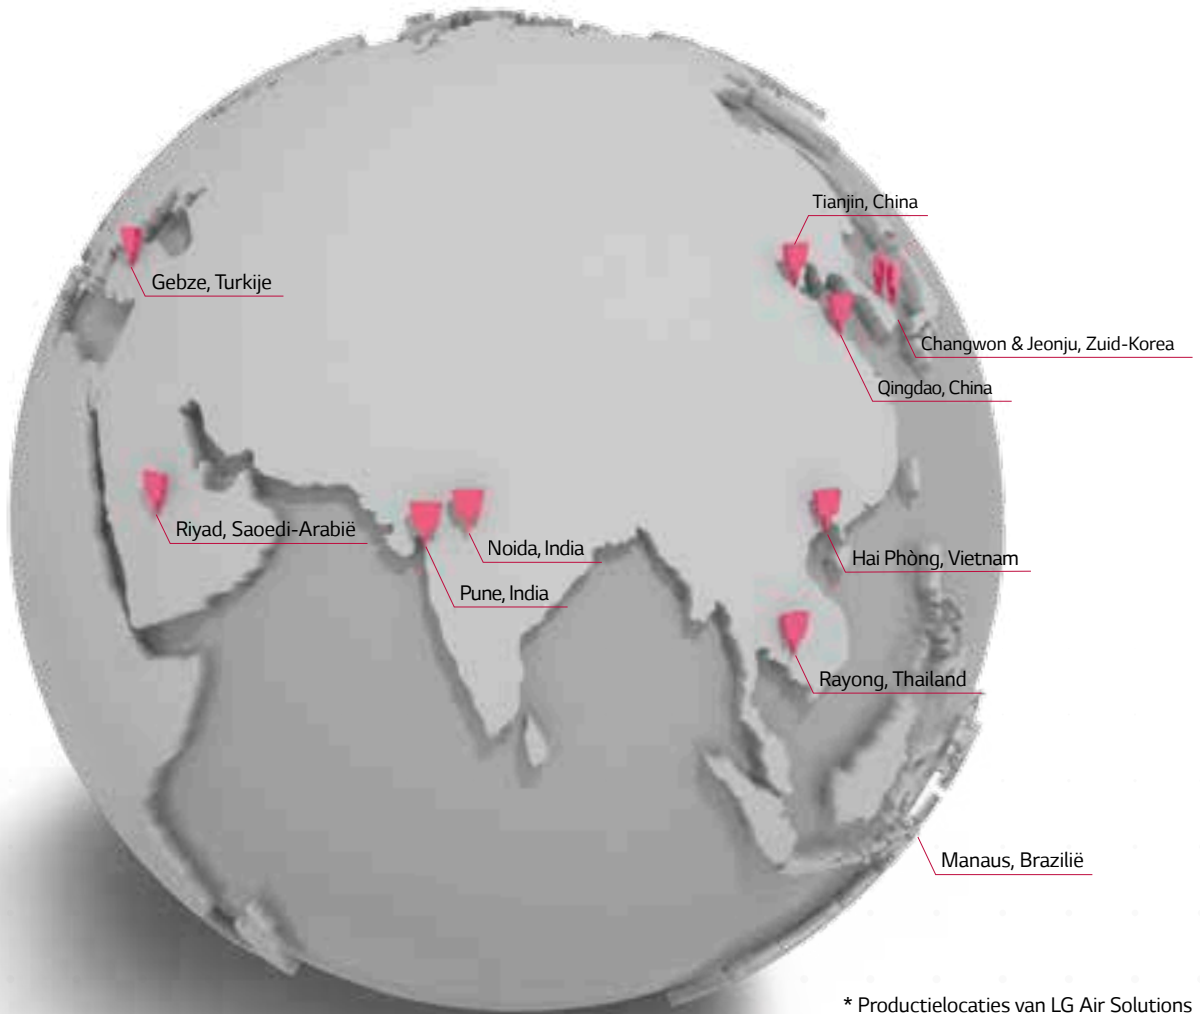 Tianjin, China
Gebze, Turkije
Changwon & Jeonju, Zuid-Korea
Qingdao, China
Riyad, Saoedi-Arabië
Noida, India
Hai Phòng, Vietnam
Pune, India
Rayong, Thailand
Manaus, Brazilië
* Productielocaties van LG Air Solutions